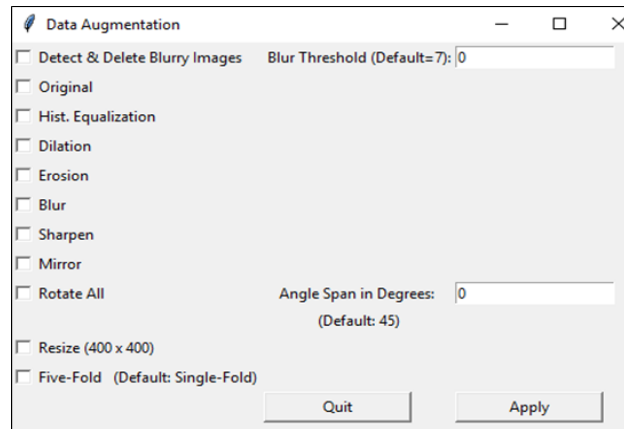 Data Augmentation
Detect & Delete Blurry Images Blur Threshold (Default=7): 0
Original
Hist. Equalization
Dilation
Erosion
Blur
Sharpen
Mirror
Rotate All Angle Span in Degrees: 0
(Default: 45)
Resize (400 x 400)
Five-Fold (Default: Single-Fold)
Quit Apply